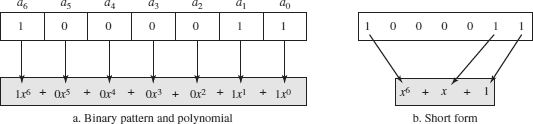 a₆ a₅ a₄ a₃ a₂ a₁ a₀
1 0 0 0 0 1 1
1x⁶ + 0x⁵ + 0x⁴ + 0x³ + 0x² + 1x¹ + 1x⁰
a. Binary pattern and polynomial
1 0 0 0 0 1 1
x⁶ + x + 1
b. Short form